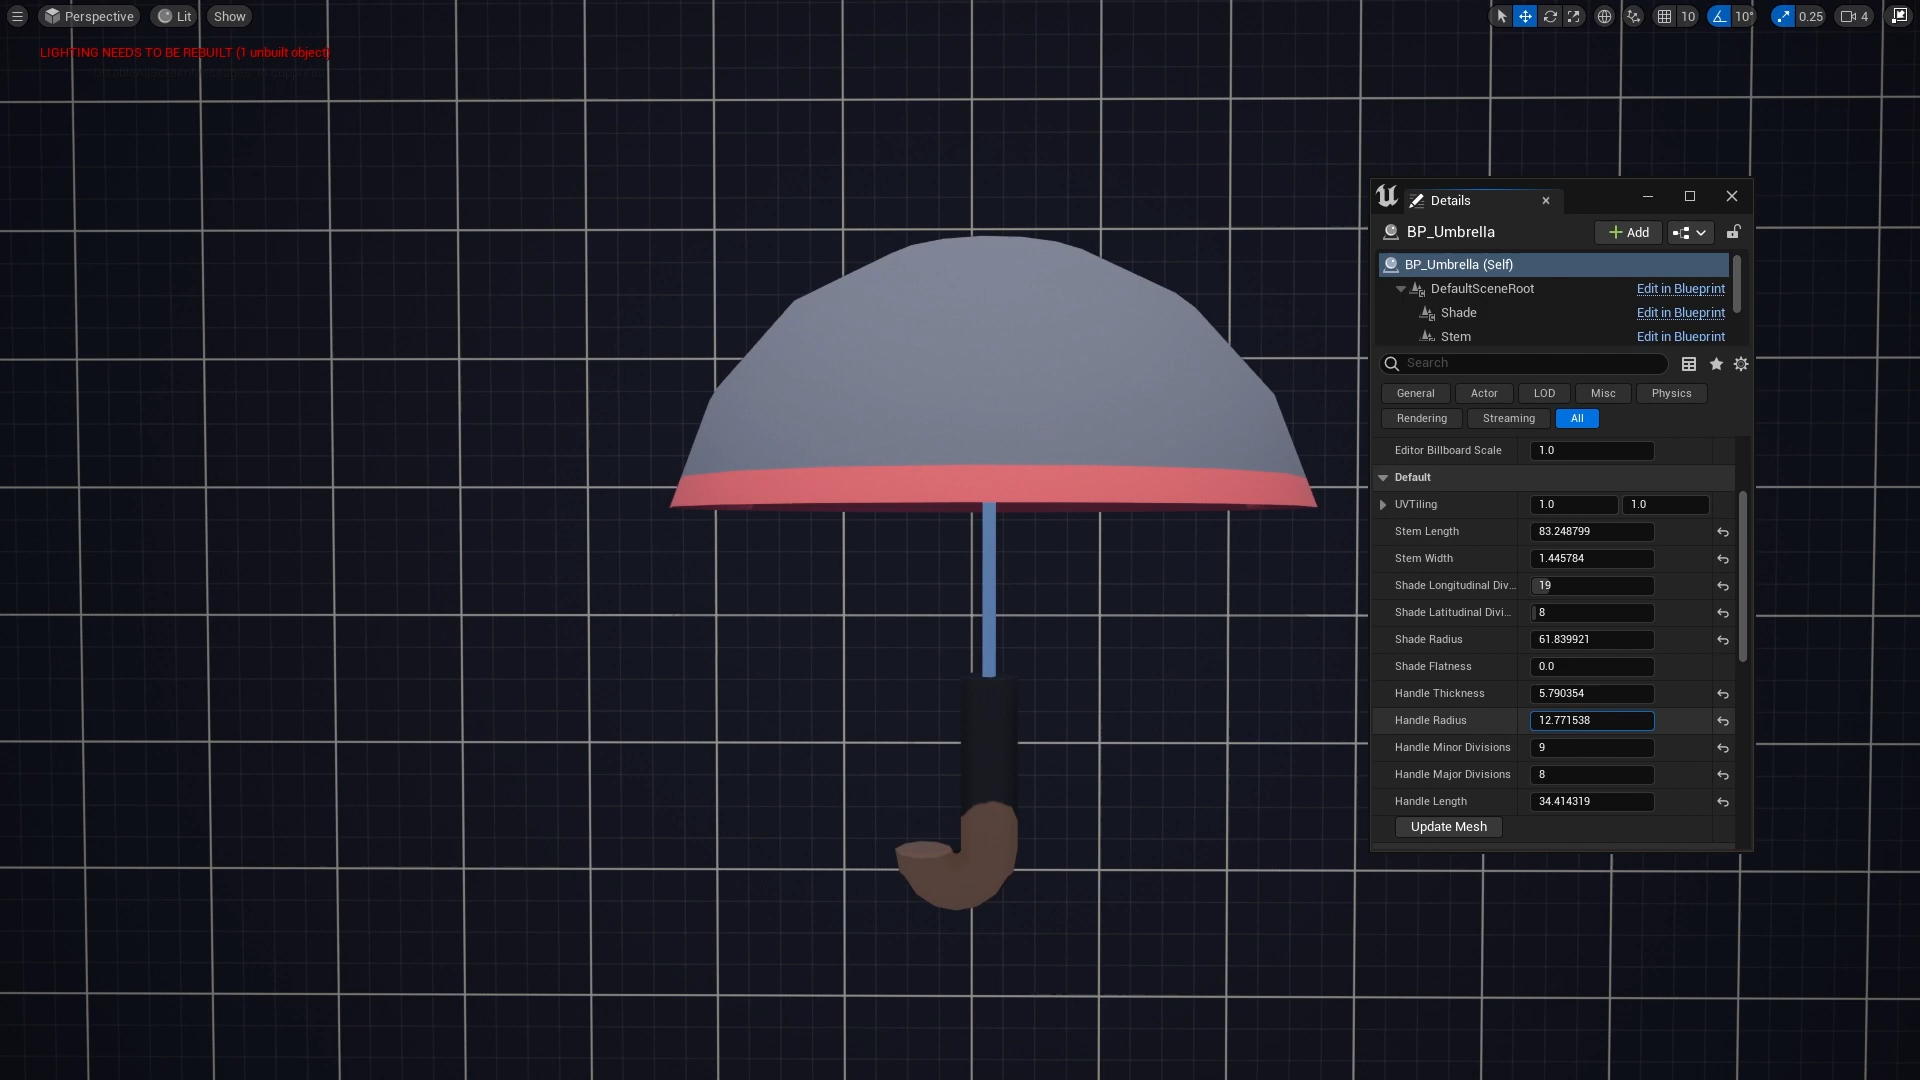 Perspective Lit Show 10 10° 0.25 4
LIGHTING NEEDS TO BE REBUILT (1 unbuilt object)
Details
BP_Umbrella Add
BP_Umbrella (Self)
DefaultSceneRoot Edit in Blueprint
Shade Edit in Blueprint
Stem Edit in Blueprint
Search
General Actor LOD Misc Physics
Rendering Streaming All
Editor Billboard Scale 1.0
Default
UVTiling 1.0 1.0
Stem Length 83.248799
Stem Width 1.445784
Shade Longitudinal Div... 19
Shade Latitudinal Divi... 8
Shade Radius 61.839921
Shade Flatness 0.0
Handle Thickness 5.790354
Handle Radius 12.771538
Handle Minor Divisions 9
Handle Major Divisions 8
Handle Length 34.414319
Update Mesh